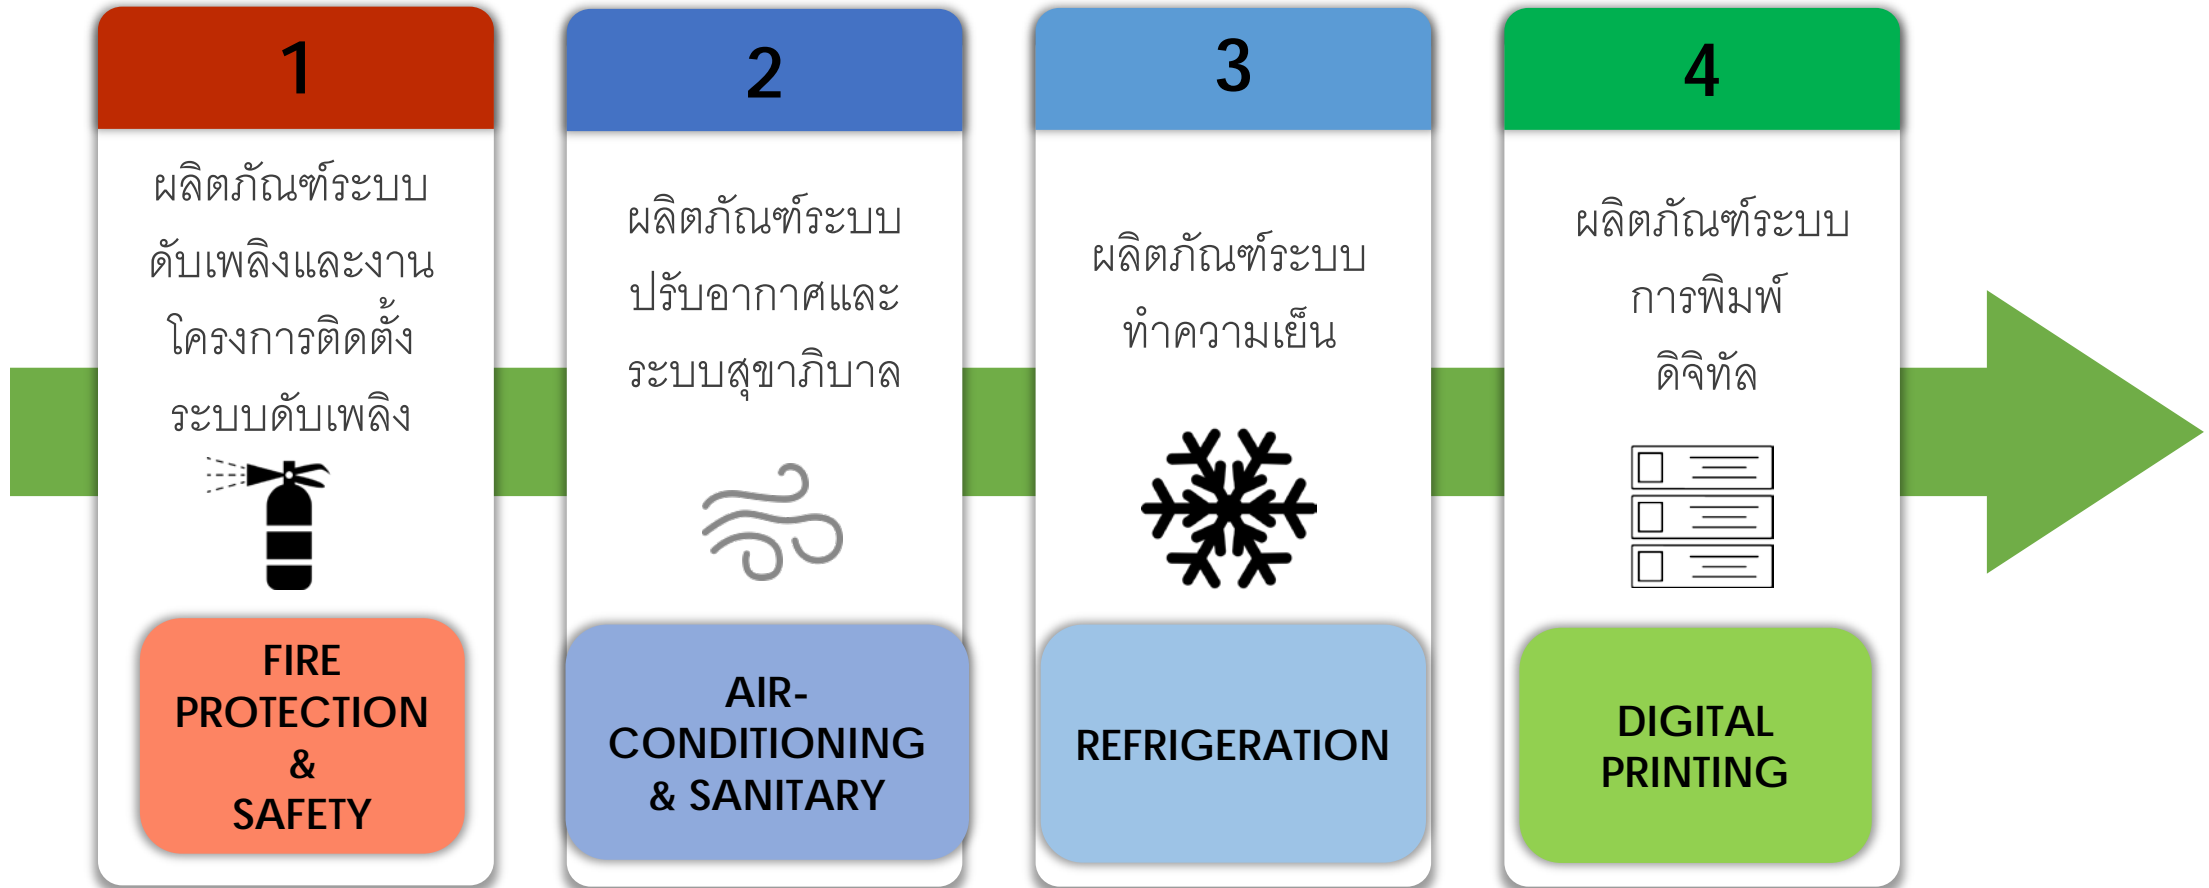 1
ผลิตภัณฑ์ระบบ
ดับเพลิงและงาน
โครงการติดตั้ง
ระบบดับเพลิง
FIRE
PROTECTION
&
SAFETY
2
ผลิตภัณฑ์ระบบ
ปรับอากาศและ
ระบบสุขาภิบาล
AIR-
CONDITIONING
& SANITARY
3
ผลิตภัณฑ์ระบบ
ทำความเย็น
REFRIGERATION
4
ผลิตภัณฑ์ระบบ
การพิมพ์
ดิจิทัล
DIGITAL
PRINTING